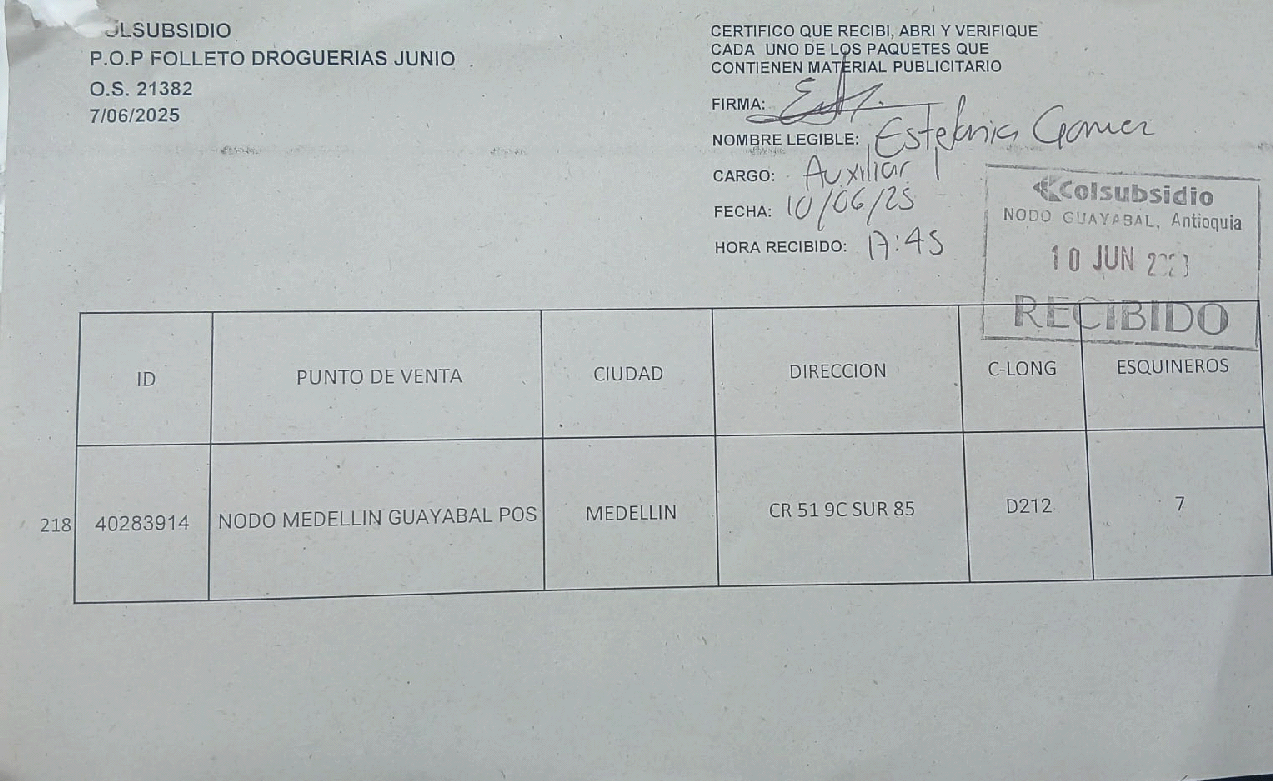 OLSUBSIDIO
P.O.P FOLLETO DROGUERIAS JUNIO
O.S. 21382
7/06/2025
CERTIFICO QUE RECIBI, ABRI Y VERIFIQUE
CADA UNO DE LOS PAQUETES QUE
CONTIENEN MATERIAL PUBLICITARIO
FIRMA:
NOMBRE LEGIBLE: Estefania Gomez
CARGO: Auxiliar 1
FECHA: 10/06/25
HORA RECIBIDO: 17:45
Colsubsidio
NODO GUAYABAL, Antioquia
10 JUN
RECIBIDO
ID PUNTO DE VENTA CIUDAD DIRECCION C-LONG ESQUINEROS
218 40283914 NODO MEDELLIN GUAYABAL POS MEDELLIN CR 51 9C SUR 85 D212 7